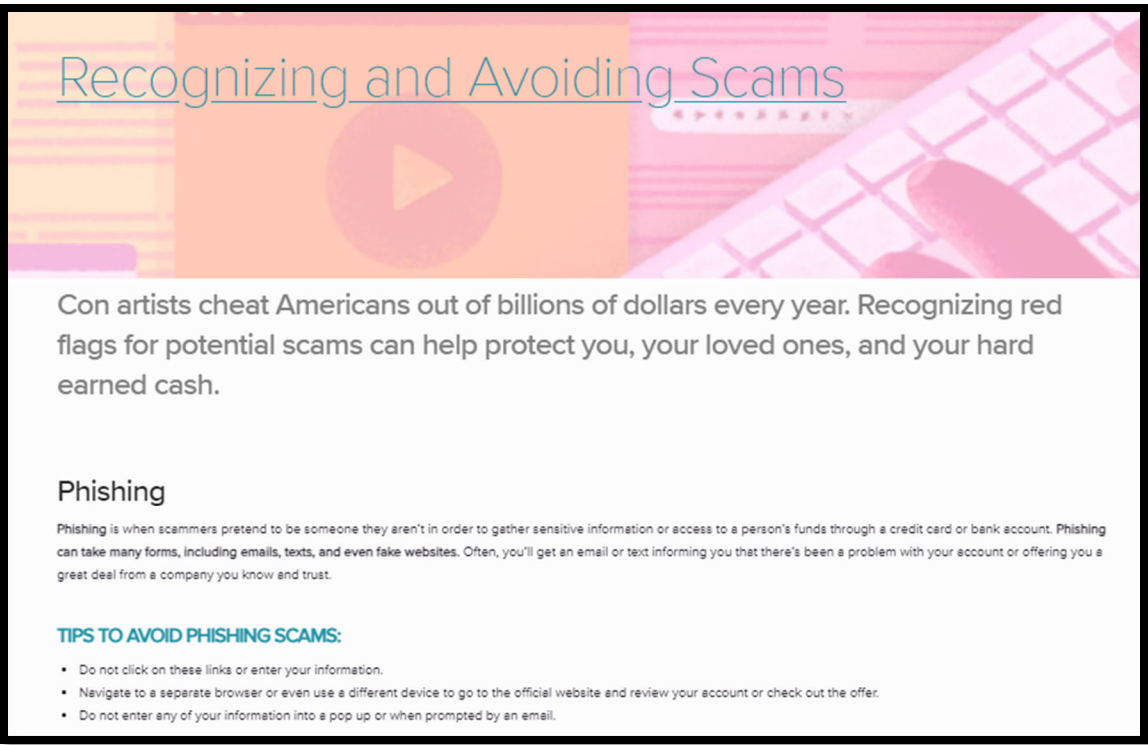 Recognizing and Avoiding Scams
Con artists cheat Americans out of billions of dollars every year. Recognizing red
flags for potential scams can help protect you, your loved ones, and your hard
earned cash.
Phishing
Phishing is when scammers pretend to be someone they aren't in order to gather sensitive information or access to a person's funds through a credit card or bank account. Phishing
can take many forms, including emails, texts, and even fake websites. Often, you'll get an email or text informing you that there's been a problem with your account or offering you a
great deal from a company you know and trust.
TIPS TO AVOID PHISHING SCAMS:
• Do not click on these links or enter your information.
• Navigate to a separate browser or even use a different device to go to the official website and review your account or check out the offer.
• Do not enter any of your information into a pop up or when prompted by an email.